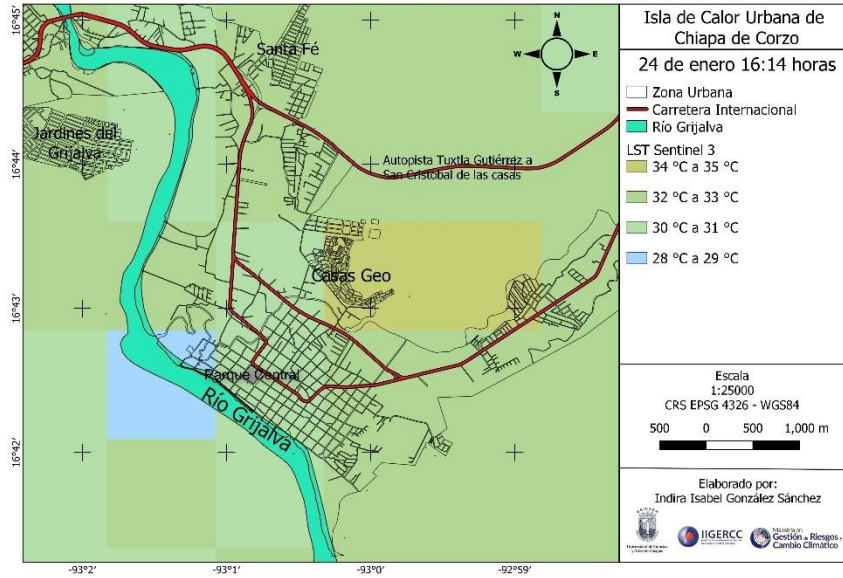 Isla de Calor Urbana de
Chiapa de Corzo
24 de enero 16:14 horas
Zona Urbana
Carretera Internacional
Río Grijalva
LST Sentinel 3
34 °C a 35 °C
32 °C a 33 °C
30 °C a 31 °C
28 °C a 29 °C
Escala
1:25000
CRS EPSG 4326 - WGS84
500 0 500 1,000 m
Elaborado por:
Indira Isabel González Sánchez
IIGERCC
Maestría en
Gestión de Riesgos y
Cambio Climático
N
W E
S
Santa Fé
Jardines del
Grijalva
Autopista Tuxtla Gutiérrez a
San Cristobal de las casas
Casas Geo
Parque Central
Río Grijalva
16°45'
16°44'
16°43'
16°42'
-93°2' -93°1' -93°0' -92°59'